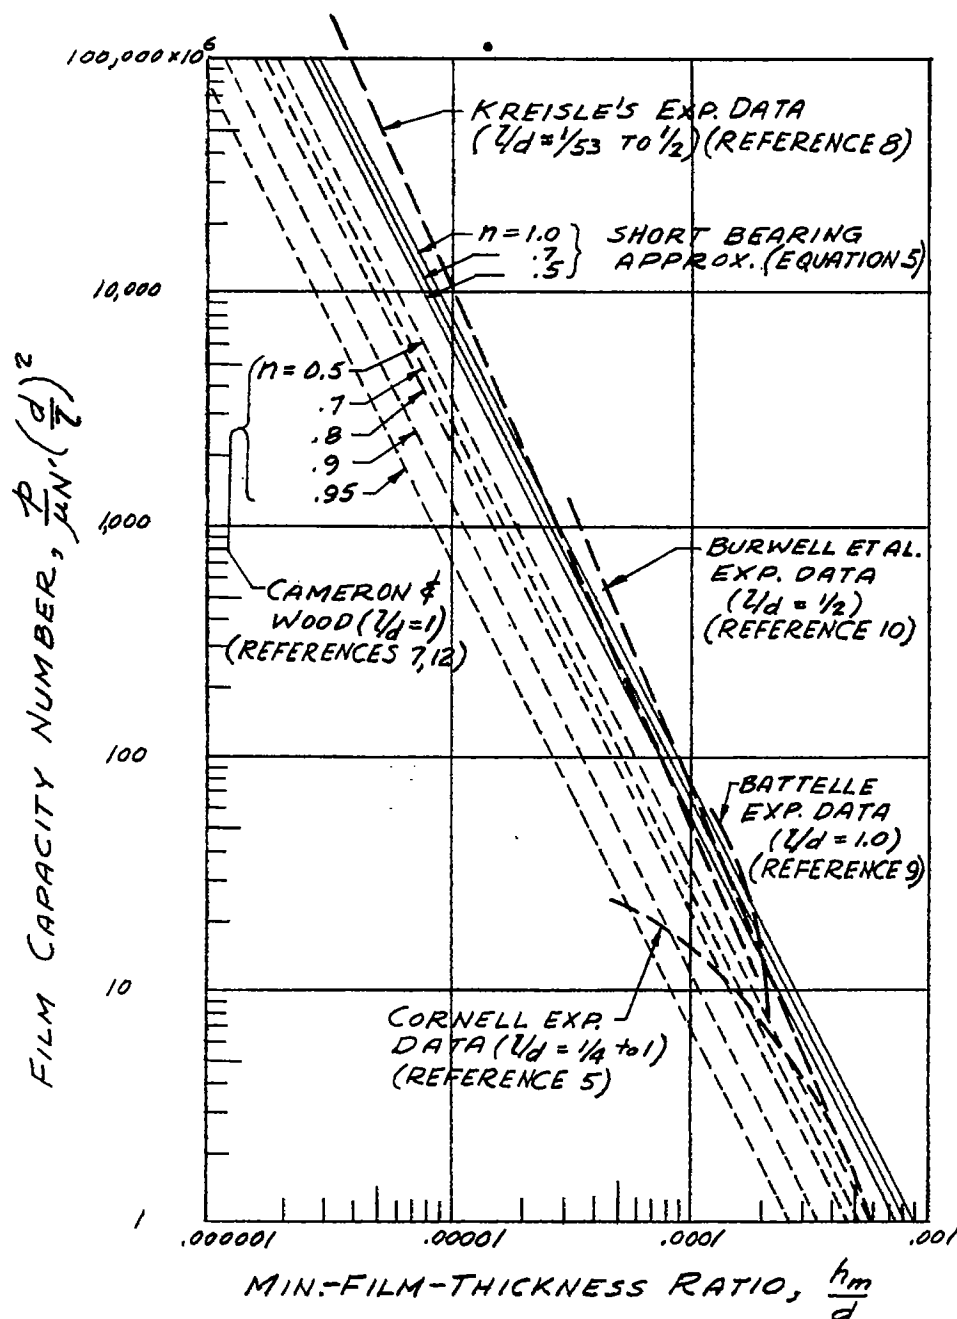 100,000 × 10⁶
10,000
1,000
100
10
1
FILM CAPACITY NUMBER, p/μN' (d/l)²
KREISLE'S EXP. DATA
(l/d = 1/53 TO 1/2) (REFERENCE 8)
n = 1.0
.7
.5
SHORT BEARING
APPROX. (EQUATION 5)
(n = 0.5
.7
.8
.9
.95
CAMERON &
WOOD (l/d = 1)
(REFERENCES 7, 12)
BURWELL ET AL.
EXP. DATA
(l/d = 1/2)
(REFERENCE 10)
BATTELLE
EXP. DATA
(l/d = 1.0)
(REFERENCE 9)
CORNELL EXP.
DATA (l/d = 1/4 to 1)
(REFERENCE 5)
.000001
.00001
.0001
.001
MIN.-FILM-THICKNESS RATIO, hm/d